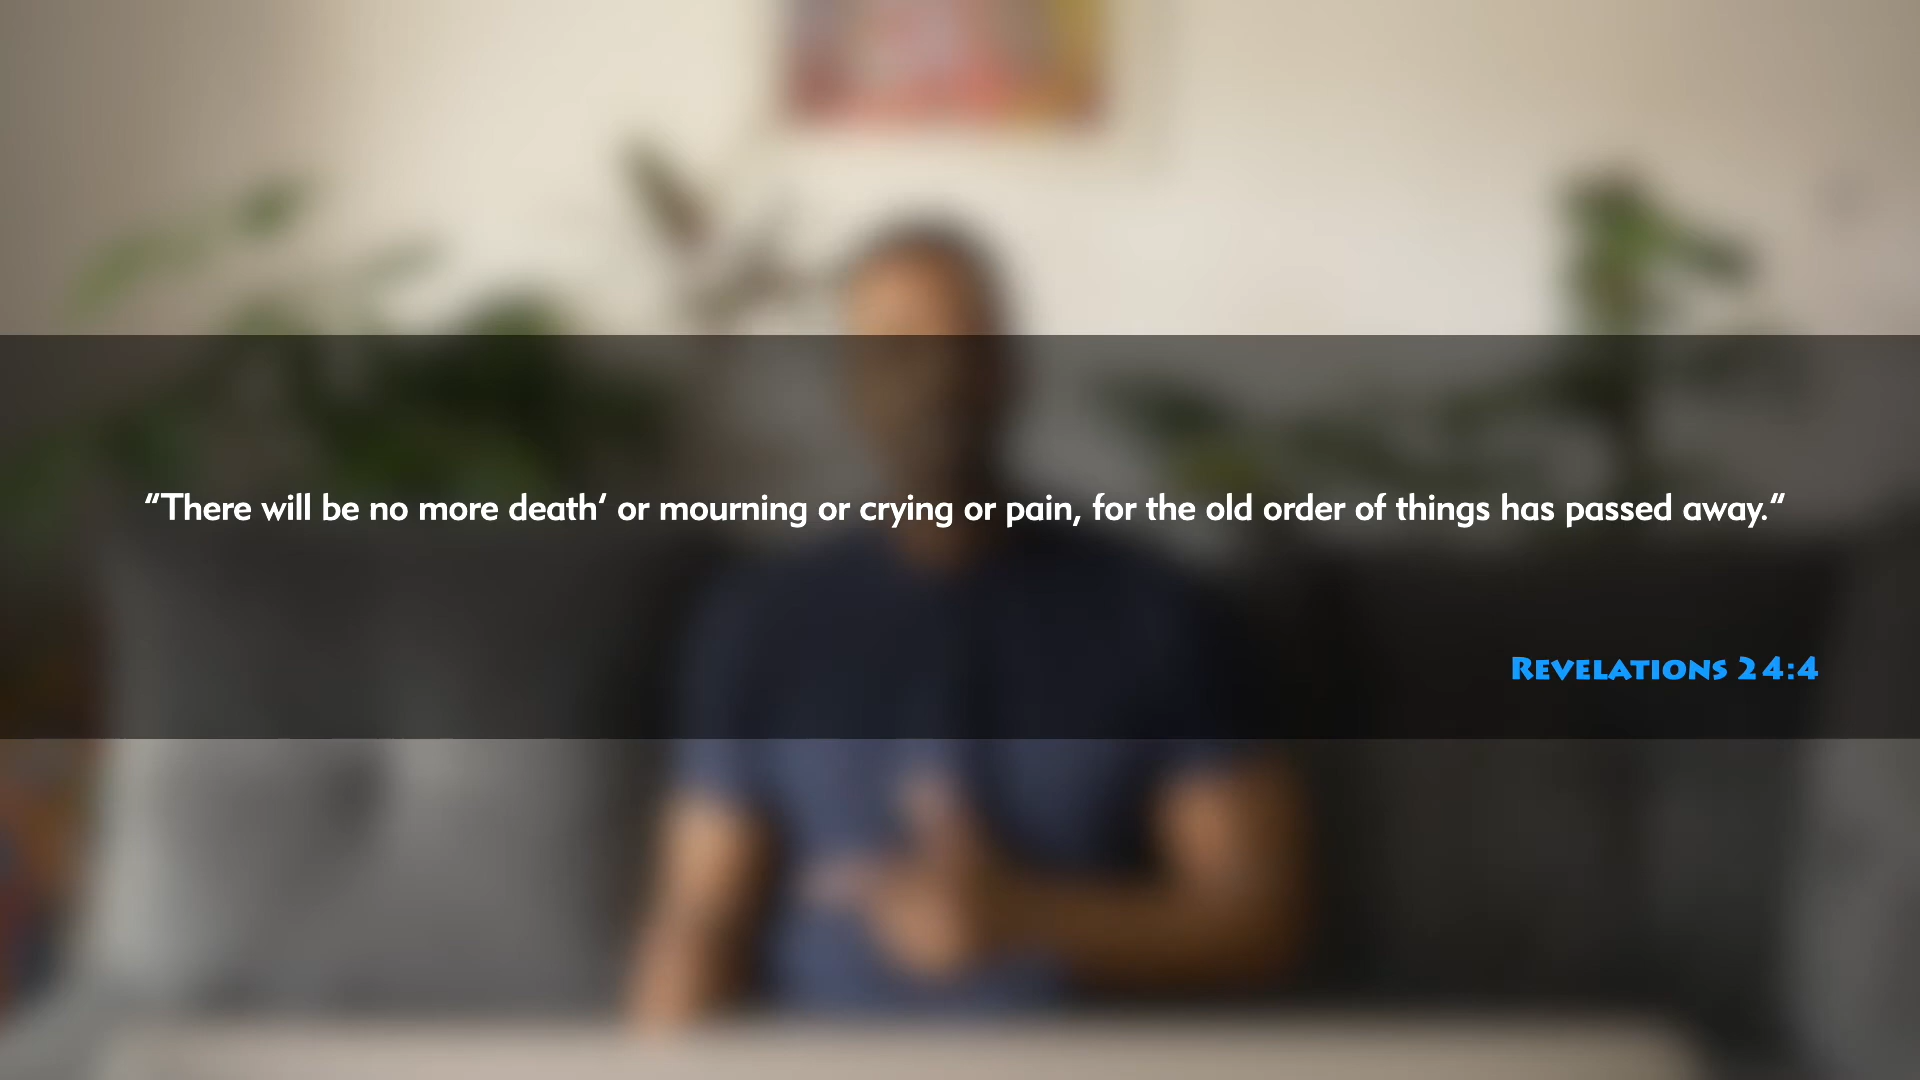 “There will be no more death‘ or mourning or crying or pain, for the old order of things has passed away.“
Revelations 24:4